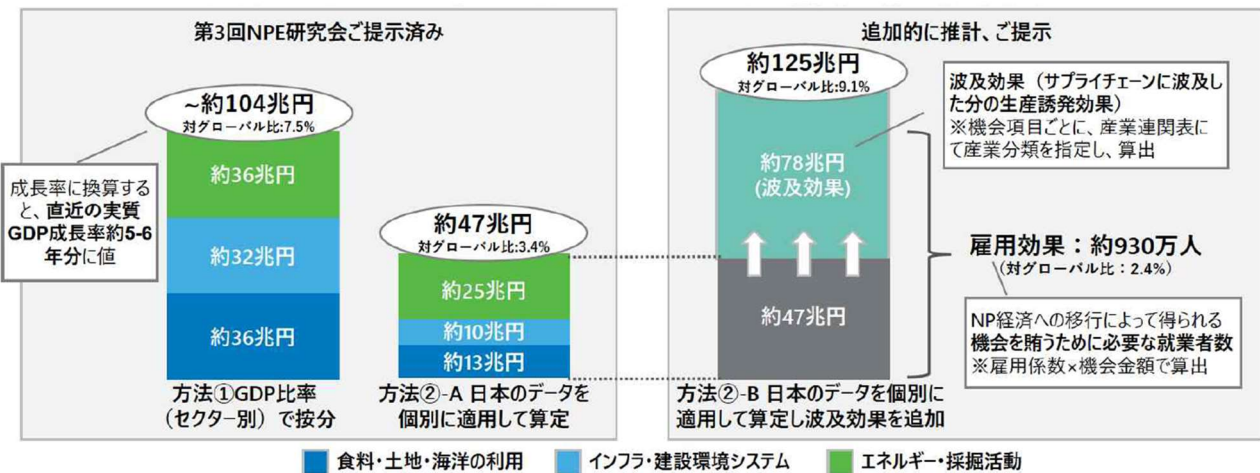 第3回NPE研究会ご提示済み
~約104兆円
対グローバル比:7.5%
約36兆円
約32兆円
約36兆円
成長率に換算する
と、直近の実質
GDP成長率約5-6
年分に値
方法①GDP比率
（セクター別）で按分
約47兆円
対グローバル比:3.4%
約25兆円
約10兆円
約13兆円
方法②-A 日本のデータを
個別に適用して算定
追加的に推計、ご提示
約125兆円
対グローバル比:9.1%
約78兆円
(波及効果)
約47兆円
方法②-B 日本のデータを個別に
適用して算定し波及効果を追加
波及効果（サプライチェーンに波及し
た分の生産誘発効果）
※機会項目ごとに、産業連関表に
て産業分類を指定し、算出
雇用効果：約930万人
（対グローバル比：2.4%）
NP経済への移行によって得られる
機会を賄うために必要な就業者数
※雇用係数×機会金額で算出
食料・土地・海洋の利用
インフラ・建設環境システム
エネルギー・採掘活動